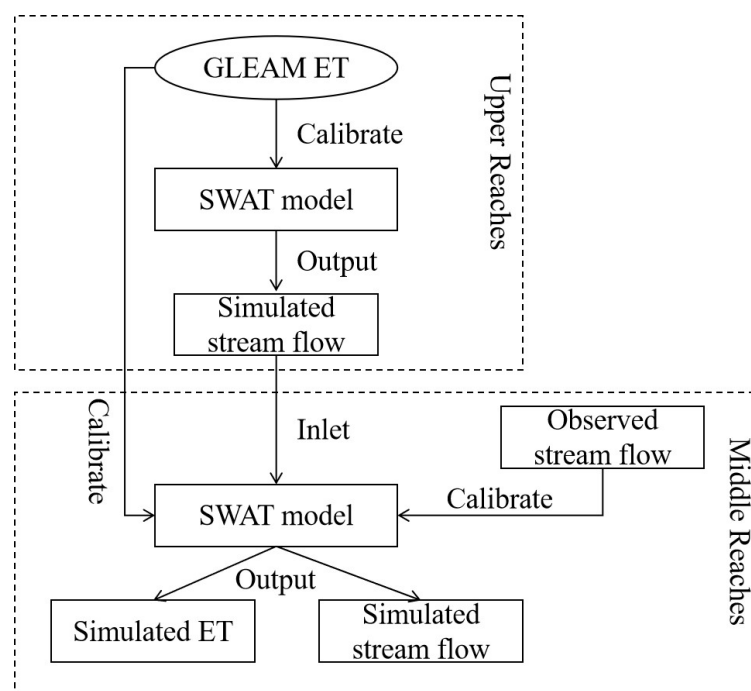 GLEAM ET
Calibrate
Upper Reaches
SWAT model
Output
Simulated
stream flow
Calibrate
Inlet
Observed
stream flow
Middle Reaches
SWAT model
Calibrate
Output
Simulated ET
Simulated
stream flow